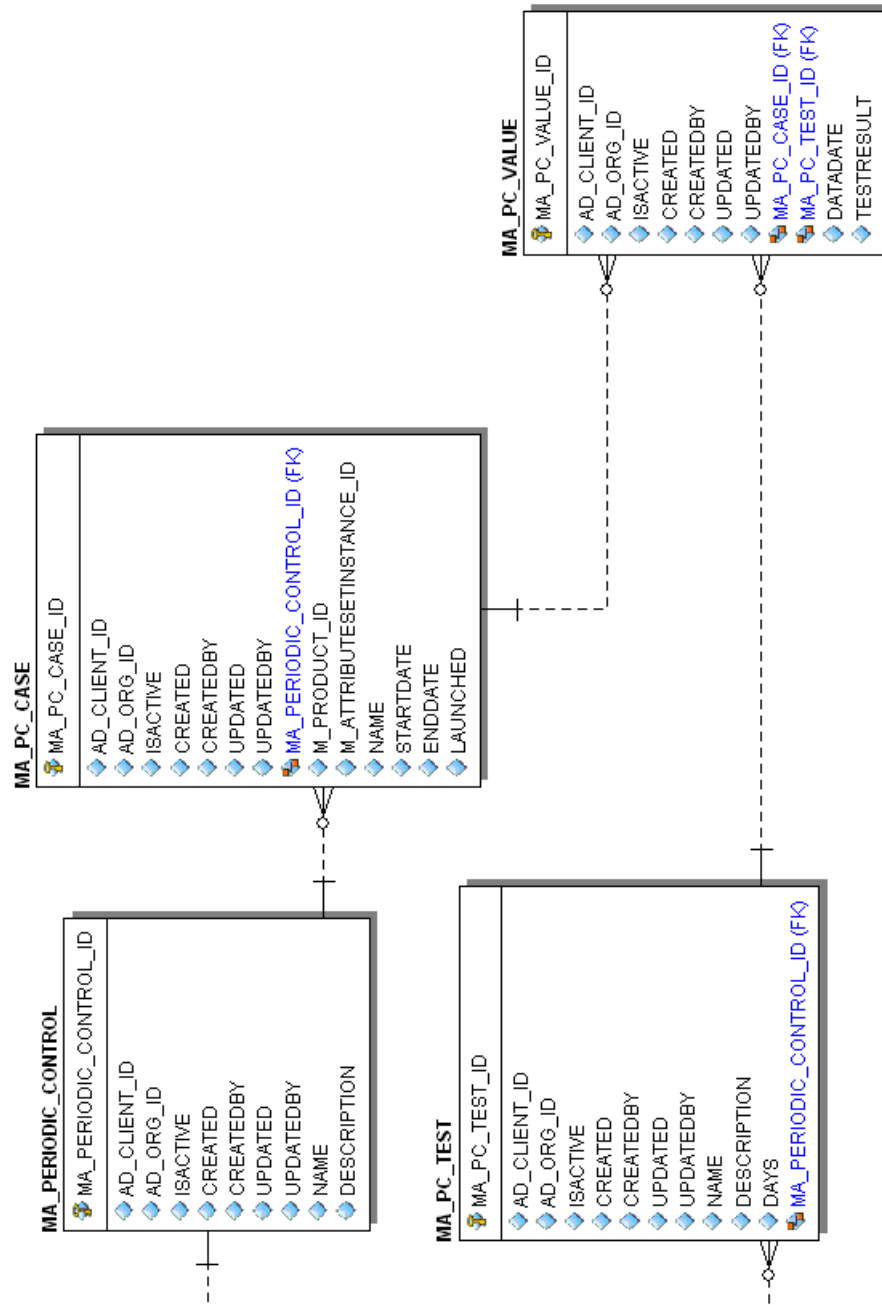 MA_PERIODIC_CONTROL
MA_PERIODIC_CONTROL_ID
AD_CLIENT_ID
AD_ORG_ID
ISACTIVE
CREATED
CREATEDBY
UPDATED
UPDATEDBY
NAME
DESCRIPTION
MA_PC_CASE
MA_PC_CASE_ID
AD_CLIENT_ID
AD_ORG_ID
ISACTIVE
CREATED
CREATEDBY
UPDATED
UPDATEDBY
MA_PERIODIC_CONTROL_ID (FK)
M_PRODUCT_ID
M_ATTRIBUTESETINSTANCE_ID
NAME
STARTDATE
ENDDATE
LAUNCHED
MA_PC_TEST
MA_PC_TEST_ID
AD_CLIENT_ID
AD_ORG_ID
ISACTIVE
CREATED
CREATEDBY
UPDATED
UPDATEDBY
NAME
DESCRIPTION
DAYS
MA_PERIODIC_CONTROL_ID (FK)
MA_PC_VALUE
MA_PC_VALUE_ID
AD_CLIENT_ID
AD_ORG_ID
ISACTIVE
CREATED
CREATEDBY
UPDATED
UPDATEDBY
MA_PC_CASE_ID (FK)
MA_PC_TEST_ID (FK)
DATADATE
TESTRESULT